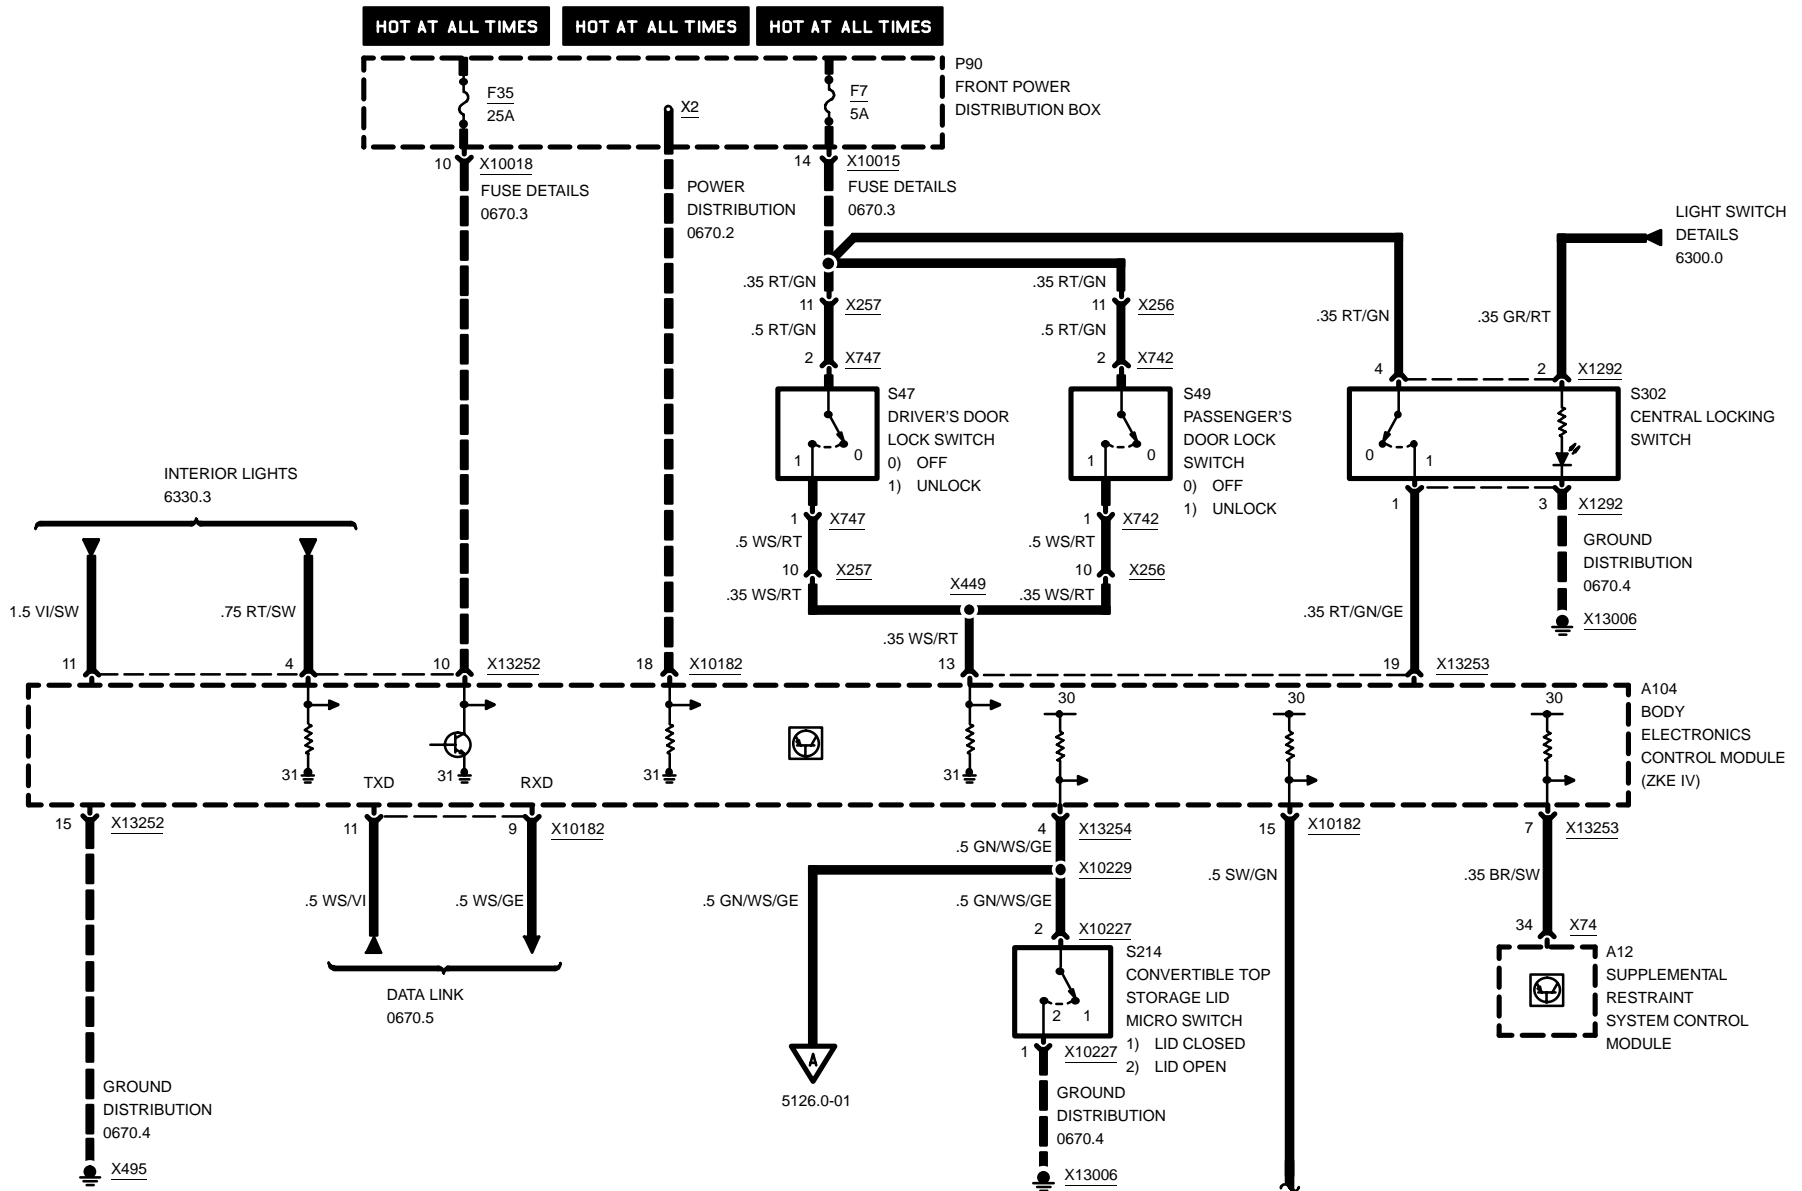 HOT AT ALL TIMES
HOT AT ALL TIMES
HOT AT ALL TIMES
P90
FRONT POWER
DISTRIBUTION BOX
F35
25A
X2
F7
5A
10
X10018
FUSE DETAILS
0670.3
POWER
DISTRIBUTION
0670.2
14
X10015
FUSE DETAILS
0670.3
LIGHT SWITCH
DETAILS
6300.0
.35 RT/GN
11
X257
.5 RT/GN
2
X747
.35 RT/GN
11
X256
.5 RT/GN
2
X742
.35 RT/GN
4
.35 GR/RT
2
X1292
S47
DRIVER'S DOOR
LOCK SWITCH
0) OFF
1) UNLOCK
1
0
S49
PASSENGER'S
DOOR LOCK
SWITCH
0) OFF
1) UNLOCK
1
0
S302
CENTRAL LOCKING
SWITCH
0
1
INTERIOR LIGHTS
6330.3
1
X747
.5 WS/RT
10
X257
.35 WS/RT
1
X742
.5 WS/RT
10
X256
.35 WS/RT
X449
.35 WS/RT
1
3
X1292
GROUND
DISTRIBUTION
0670.4
X13006
.35 RT/GN/GE
1.5 VI/SW
.75 RT/SW
11
4
10
X13252
18
X10182
13
19
X13253
A104
BODY
ELECTRONICS
CONTROL MODULE
(ZKE IV)
30
30
30
31
31
31
31
TXD
RXD
15
X13252
11
9
X10182
4
X13254
15
X10182
7
X13253
.5 GN/WS/GE
X10229
.5 GN/WS/GE
.5 GN/WS/GE
.5 SW/GN
.35 BR/SW
.5 WS/VI
.5 WS/GE
DATA LINK
0670.5
2
X10227
S214
CONVERTIBLE TOP
STORAGE LID
MICRO SWITCH
1) LID CLOSED
2) LID OPEN
2
1
1
X10227
34
X74
A12
SUPPLEMENTAL
RESTRAINT
SYSTEM CONTROL
MODULE
A
5126.0-01
GROUND
DISTRIBUTION
0670.4
X495
GROUND
DISTRIBUTION
0670.4
X13006